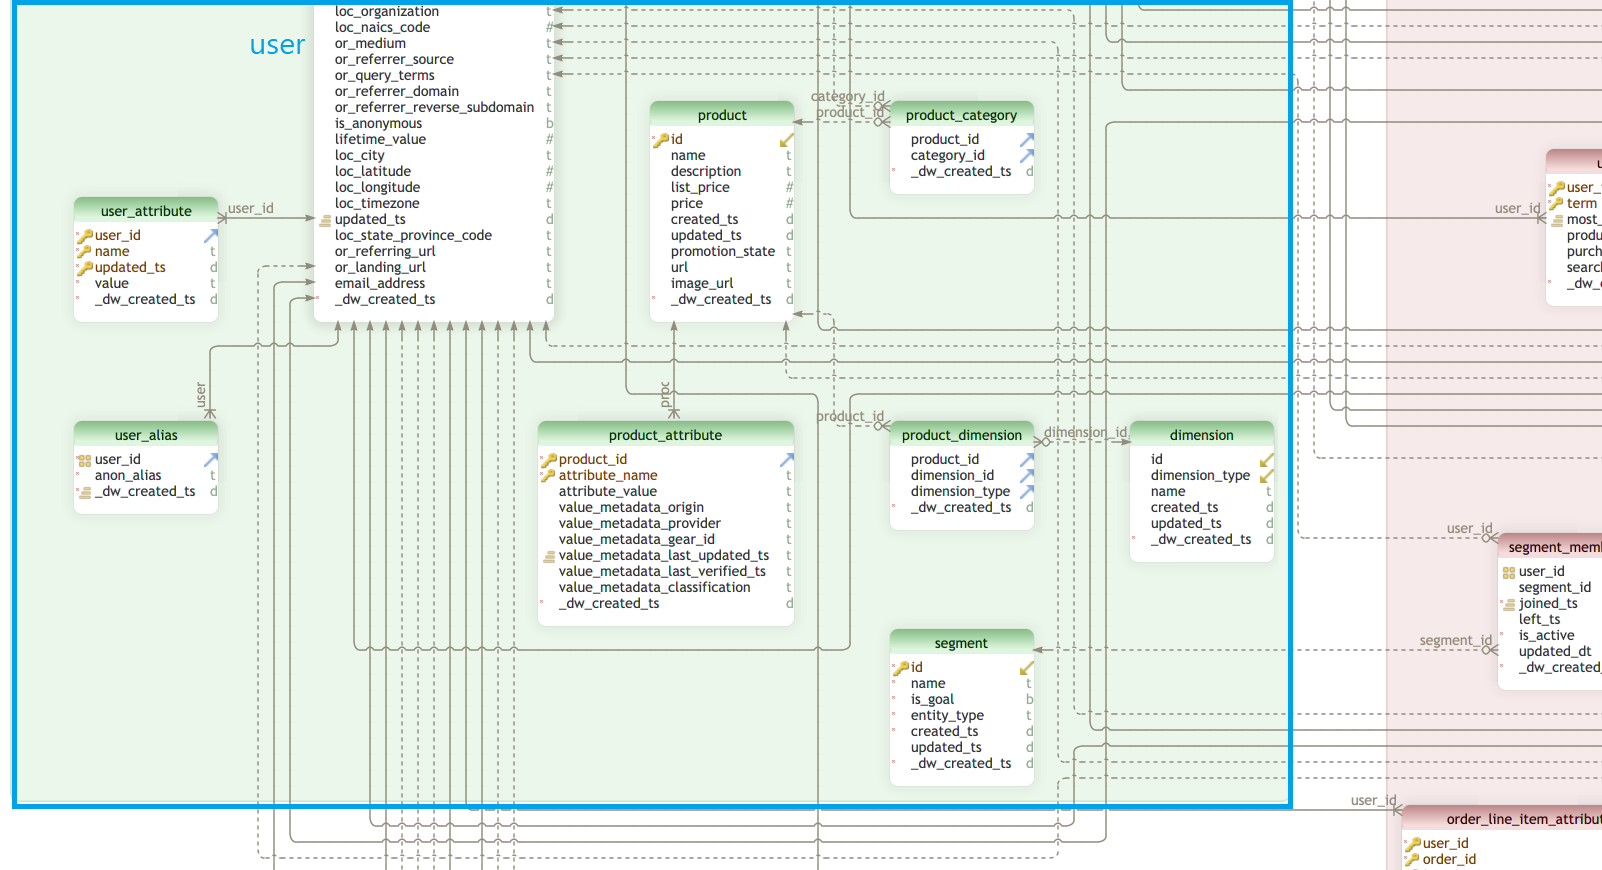 user
loc_organization t
loc_naics_code #
or_medium t
or_referrer_source t
or_query_terms t
or_referrer_domain t
or_referrer_reverse_subdomain t
is_anonymous b
lifetime_value #
loc_city t
loc_latitude #
loc_longitude #
loc_timezone t
updated_ts d
loc_state_province_code t
or_referring_url t
or_landing_url t
email_address t
_dw_created_ts d
user_attribute
user_id
name t
updated_ts d
value t
_dw_created_ts d
user_id
product
id
name t
description t
list_price #
price #
created_ts d
updated_ts d
promotion_state t
url t
image_url t
_dw_created_ts d
category_id
product_id
product_category
product_id
category_id
_dw_created_ts d
user
user_alias
user_id
anon_alias t
_dw_created_ts d
proc
product_attribute
product_id
attribute_name t
attribute_value t
value_metadata_origin t
value_metadata_provider t
value_metadata_gear_id t
value_metadata_last_updated_ts t
value_metadata_last_verified_ts t
value_metadata_classification t
_dw_created_ts d
product_id
product_dimension
product_id
dimension_id
dimension_type
_dw_created_ts d
dimension_id
dimension
id
dimension_type
name t
created_ts d
updated_ts d
_dw_created_ts d
segment
id
name t
is_goal b
entity_type t
created_ts d
updated_ts d
_dw_created_ts d
user_id
u
user_
term
most_
produ
purch
searc
_dw_c
user_id
segment_id
segment_mem
user_id
segment_id
joined_ts
left_ts
is_active
updated_dt
_dw_created_
user_id
order_line_item_attribut
user_id
order_id